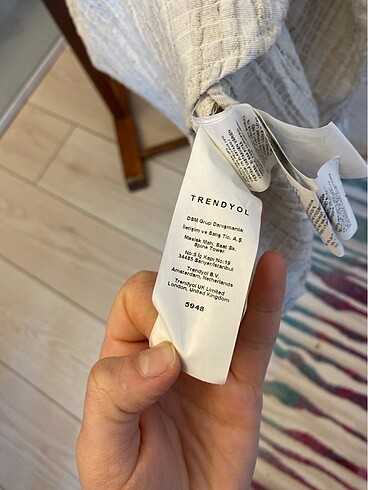 TRENDYOL
DSM Grup Danışmanlık
İletişim ve Satış Tic. A.Ş.
Maslak Mah. Saat Sk.
Spine Tower
No:5 İç Kapı No:19
34485 Sarıyer/İstanbul
Trendyol B.V.
Amsterdam, Netherlands
Trendyol UK Limited
London, United Kingdom
5948